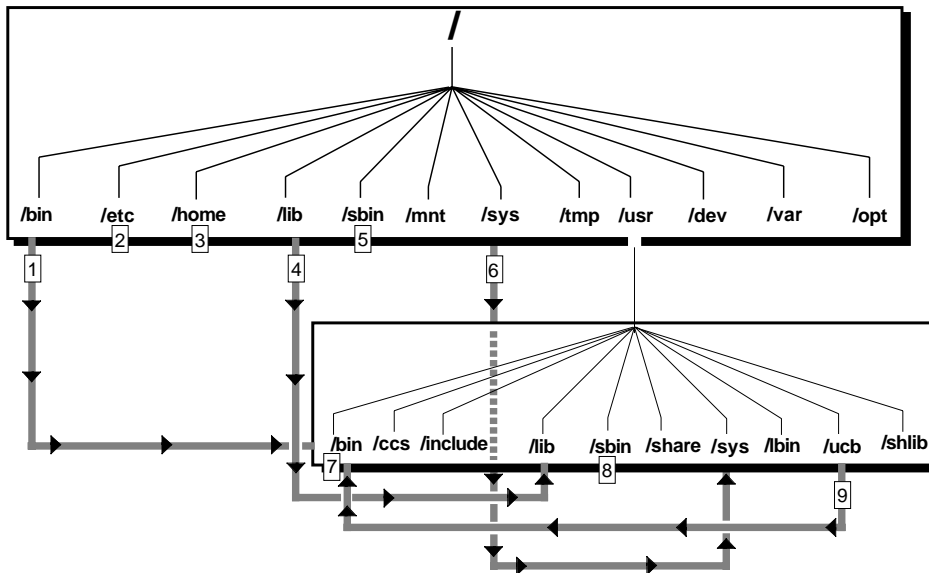 /
/bin /etc /home /lib /sbin /mnt /sys /tmp /usr /dev /var /opt
2 3 5
1 4 6
/bin /ccs /include /lib /sbin /share /sys /lbin /ucb /shlib
7 8
9